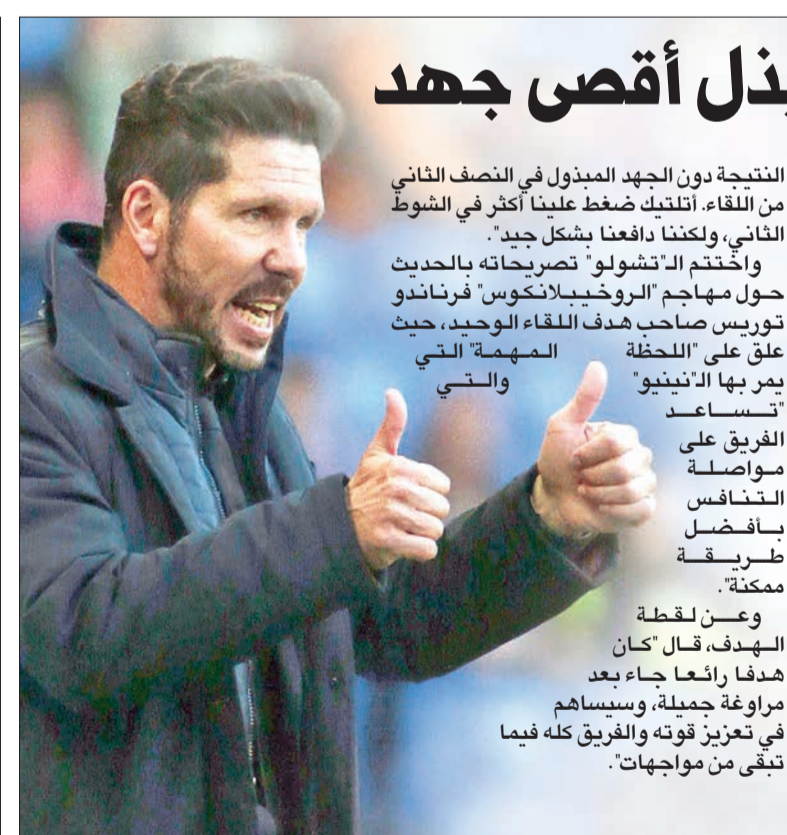 بذل أقصى جهد
النتيجة دون الجهد المبذول في النصف الثاني
من اللقاء. أتلتيك ضغط علينا أكثر في الشوط
الثاني، ولكننا دافعنا بشكل جيد".
واختتم الـ"تشولو" تصريحاته بالحديث
حول مهاجم "الروخيبلانكوس" فرناندو
توريس صاحب هدف اللقاء الوحيد، حيث
علق على "اللحظة المهمة" التي
يمر بها الـ"نينيو" والتي
"تساعد
الفريق على
مواصلة
التنافس
بأفضل
طريقة
ممكنة".
وعن لقطة
الهدف، قال "كان
هدفا رائعا جاء بعد
مراوغة جميلة، وسيساهم
في تعزيز قوته والفريق كله فيما
تبقى من مواجهات".